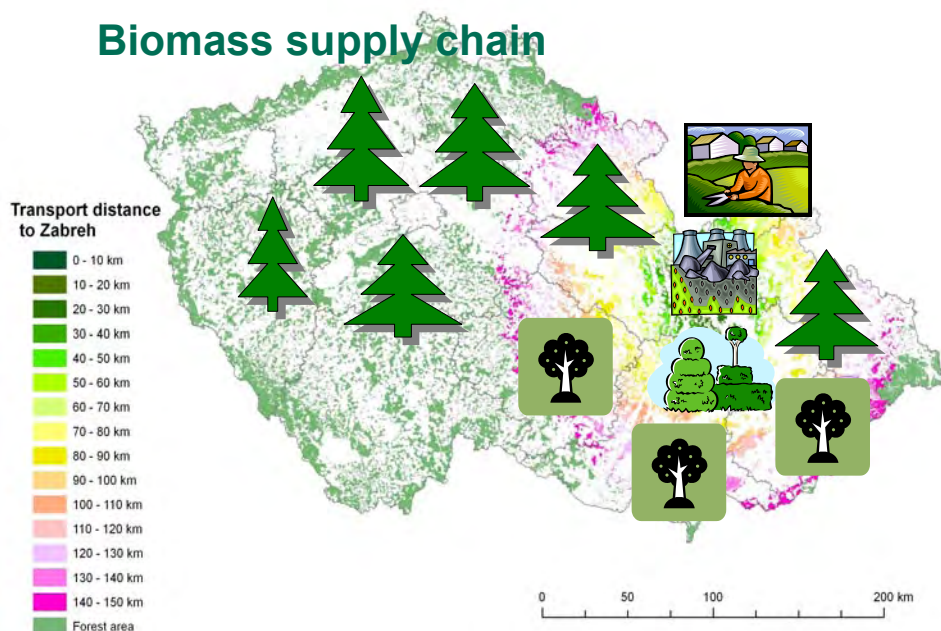 Biomass supply chain
Transport distance
to Zabreh
0 - 10 km
10 - 20 km
20 - 30 km
30 - 40 km
40 - 50 km
50 - 60 km
60 - 70 km
70 - 80 km
80 - 90 km
90 - 100 km
100 - 110 km
110 - 120 km
120 - 130 km
130 - 140 km
140 - 150 km
Forest area
0 50 100 200 km